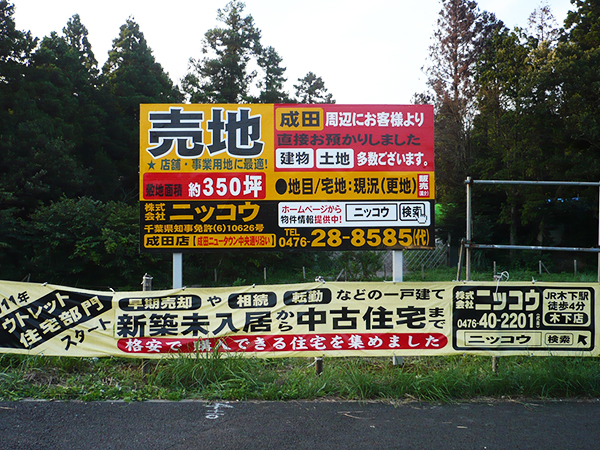 売地
★店舗・事業用地に最適!
成田 周辺にお客様より
直接お預かりしました
建物 土地 多数ございます。
敷地面積 約350坪 ●地目/宅地:現況(更地) 販売
株式会社 ニッコウ
千葉県知事免許(6)10626号
成田店 [成田ニュータウン中央通り沿い]
ホームページから 物件情報提供中! ニッコウ 検索
TEL 0476-28-8585(代)
11年
ウトレット
住宅部門
スタート
早期売却 や 相続 転勤 などの一戸建て
新築未入居から中古住宅まで
格安で購入できる住宅を集めました
株式会社 ニッコウ
0476-40-2201
JR木下駅
徒歩4分
木下店
ニッコウ 検索